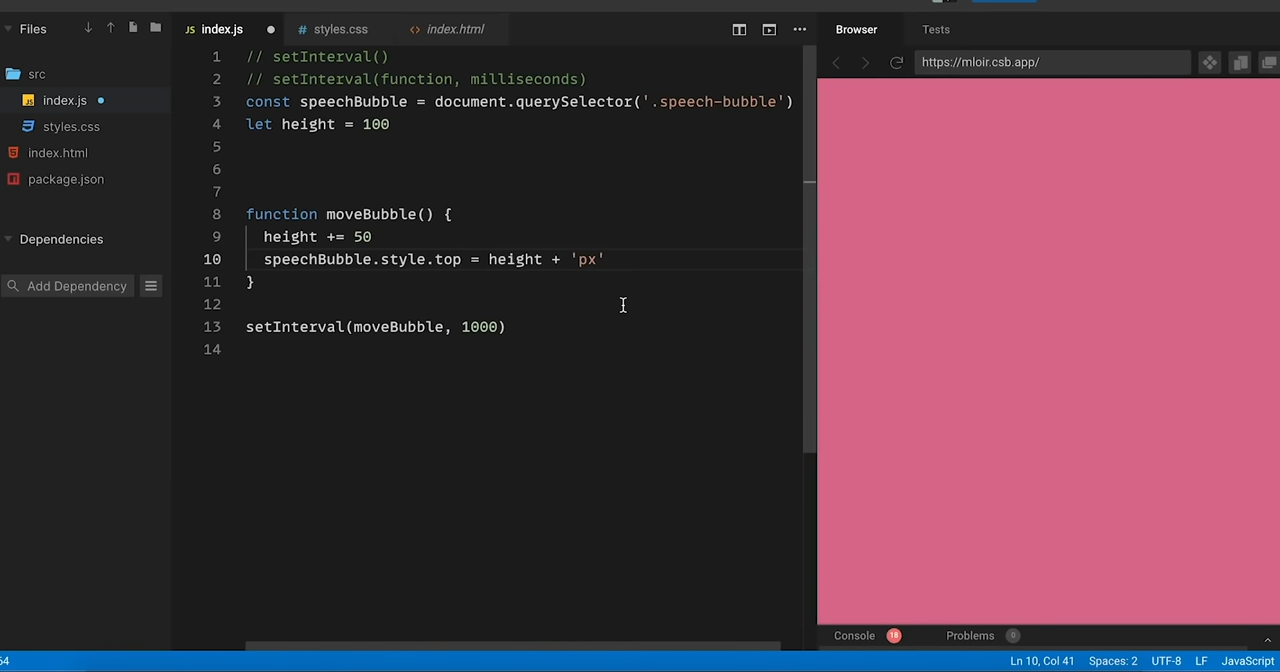 Files
JS index.js
# styles.css
<> index.html
Browser
Tests
https://mloir.csb.app/
src
index.js
styles.css
index.html
package.json
Dependencies
Add Dependency
1 // setInterval()
2 // setInterval(function, milliseconds)
3 const speechBubble = document.querySelector('.speech-bubble')
4 let height = 100
5
6
7
8 function moveBubble() {
9 height += 50
10 speechBubble.style.top = height + 'px'
11 }
12
13 setInterval(moveBubble, 1000)
14
Console 18
Problems 0
64
Ln 10, Col 41
Spaces: 2
UTF-8
LF
JavaScript